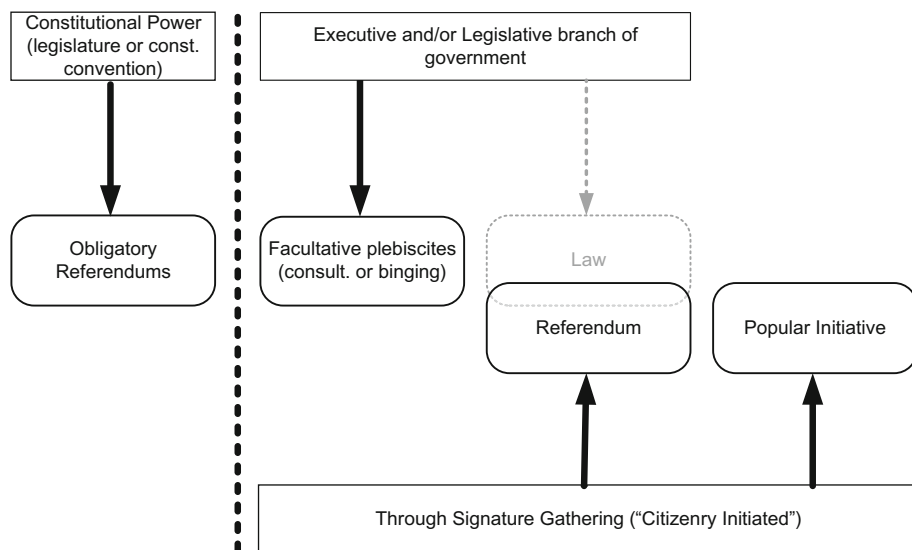 Constitutional Power
(legislature or const.
convention)
Executive and/or Legislative branch of
government
Obligatory
Referendums
Facultative plebiscites
(consult. or binging)
Law
Referendum
Popular Initiative
Through Signature Gathering (“Citizenry Initiated”)